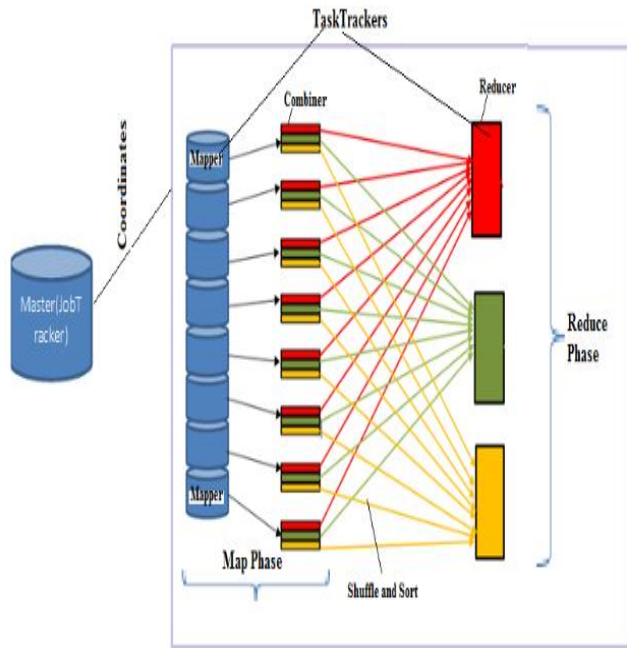 TaskTrackers
Combiner
Reducer
Mapper
Coordinates
Master(JobT
racker)
Reduce
Phase
Mapper
Map Phase
Shuffle and Sort